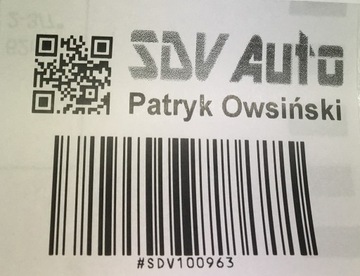 SDV Auto
Patryk Owsiński
#SDV100963